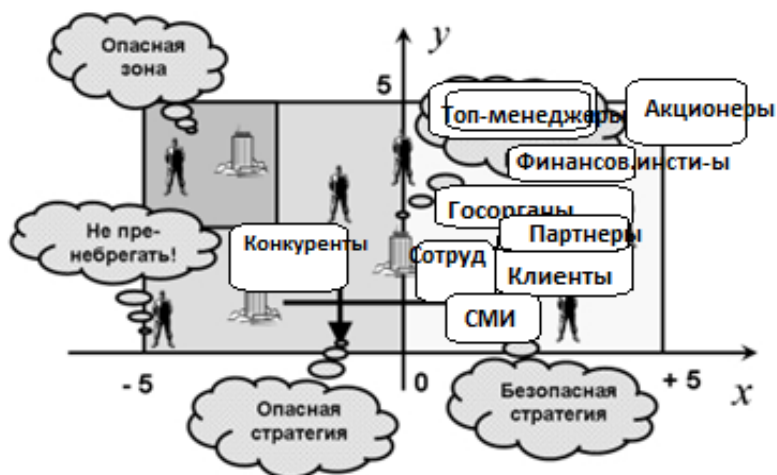 Опасная
зона
y
5
Топ-менеджеры
Акционеры
Финансов.инсти-ы
Госорганы
Не пре-
небрегать!
Конкуренты
Партнеры
Сотруд
Клиенты
СМИ
- 5
0
+ 5
x
Опасная
стратегия
Безопасная
стратегия